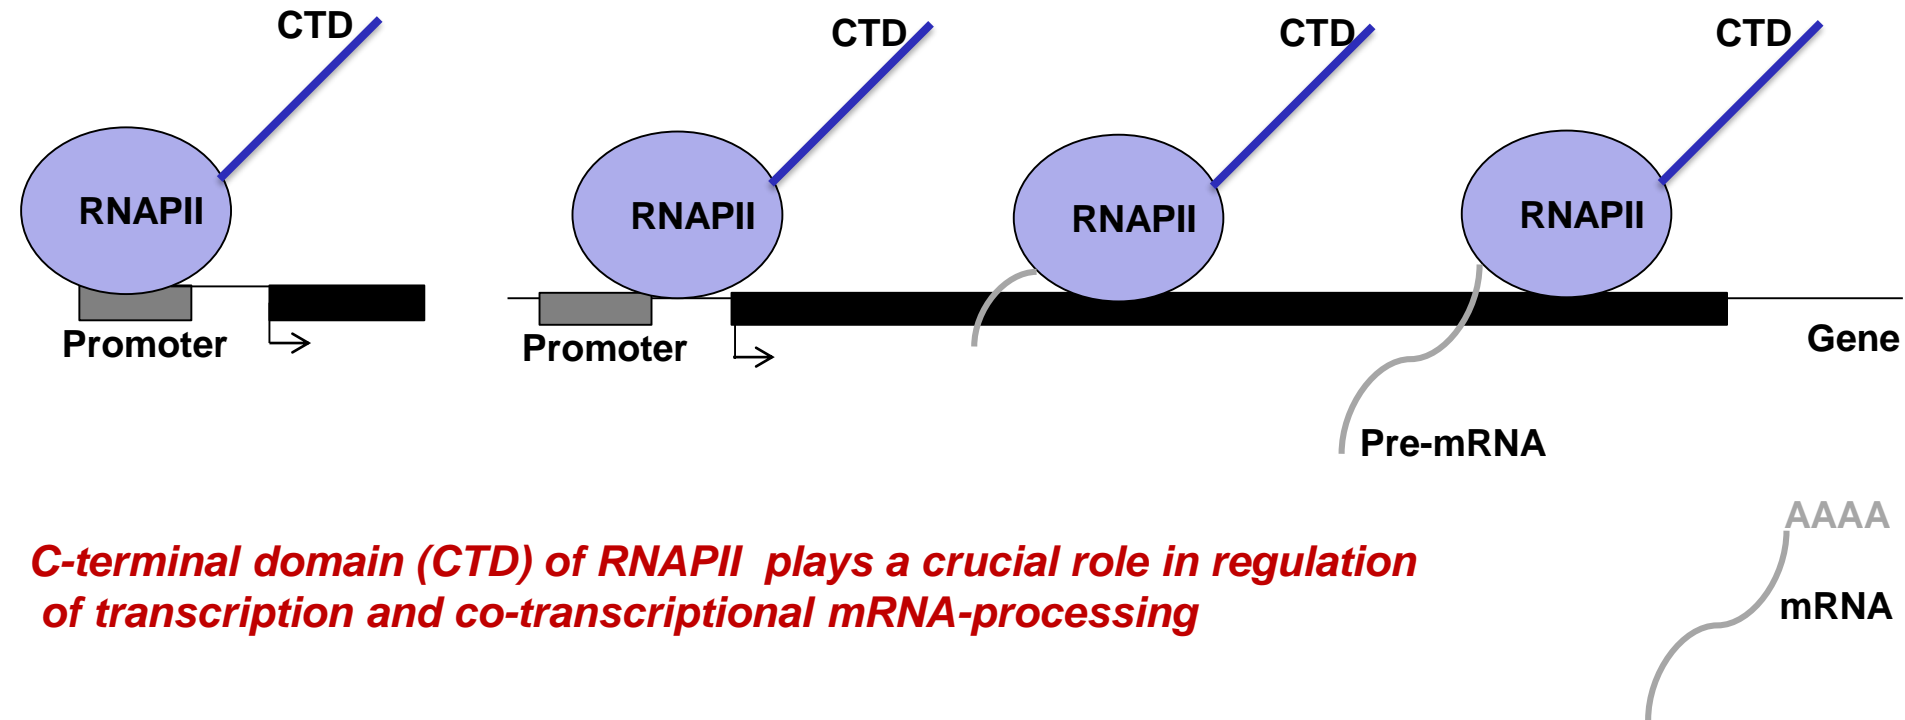 CTD
CTD
CTD
CTD
RNAPII
RNAPII
RNAPII
RNAPII
Promoter
Promoter
Gene
Pre-mRNA
AAAA
mRNA
C-terminal domain (CTD) of RNAPII plays a crucial role in regulation
of transcription and co-transcriptional mRNA-processing